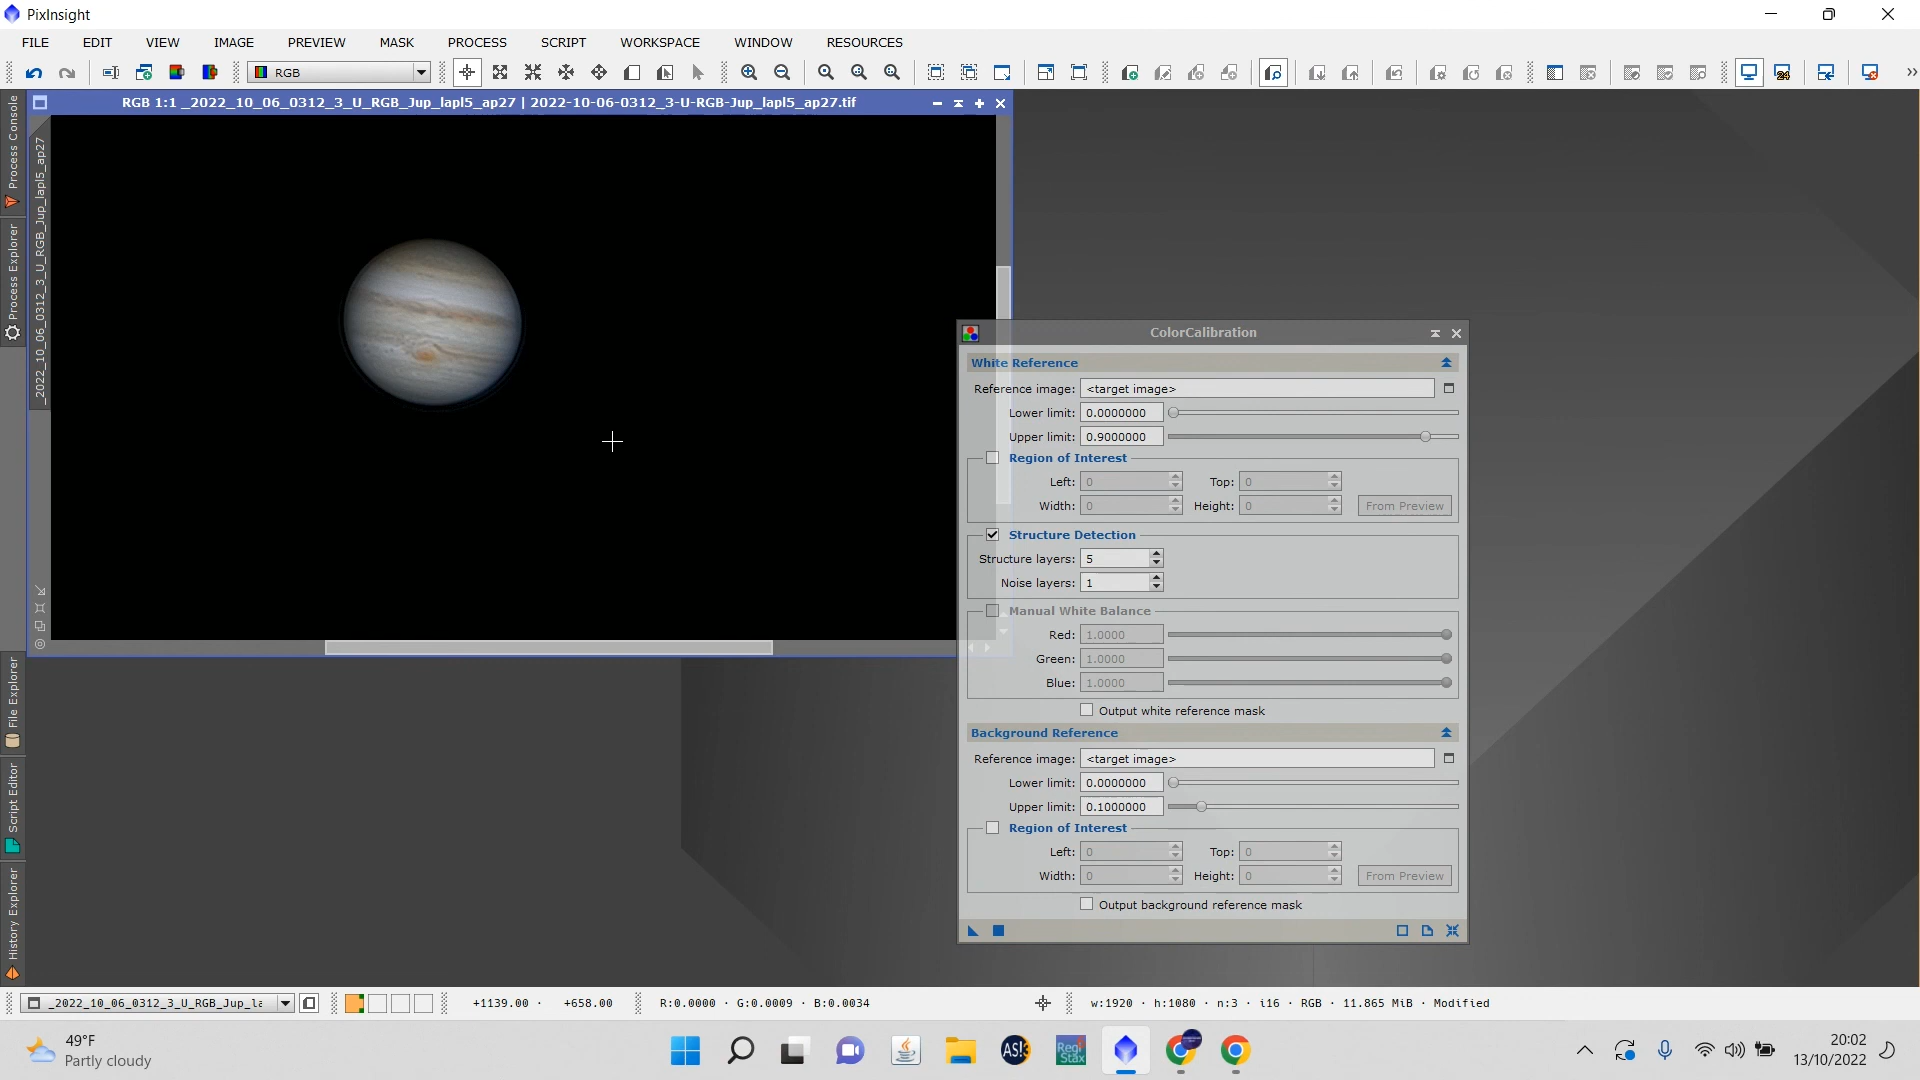 PixInsight
FILE EDIT VIEW IMAGE PREVIEW MASK PROCESS SCRIPT WORKSPACE WINDOW RESOURCES
RGB
24
RGB 1:1 _2022_10_06_0312_3_U_RGB_Jup_lapl5_ap27 | 2022-10-06-0312_3-U-RGB-Jup_lapl5_ap27.tif
Process Console
Process Explorer
File Explorer
Script Editor
History Explorer
_2022_10_06_0312_3_U_RGB_Jup_lapl5_ap27
ColorCalibration
White Reference
Reference image: <target image>
Lower limit: 0.0000000
Upper limit: 0.9000000
Region of Interest
Left: 0 Top: 0
Width: 0 Height: 0 From Preview
Structure Detection
Structure layers: 5
Noise layers: 1
Manual White Balance
Red: 1.0000
Green: 1.0000
Blue: 1.0000
Output white reference mask
Background Reference
Reference image: <target image>
Lower limit: 0.0000000
Upper limit: 0.1000000
Region of Interest
Left: 0 Top: 0
Width: 0 Height: 0 From Preview
Output background reference mask
_2022_10_06_0312_3_U_RGB_Jup_la +1139.00 · +658.00 R:0.0000 · G:0.0009 · B:0.0034 w:1920 · h:1080 · n:3 · i16 · RGB · 11.865 MiB · Modified
49°F
Partly cloudy
AS!3
Regi
Stax
20:02
13/10/2022